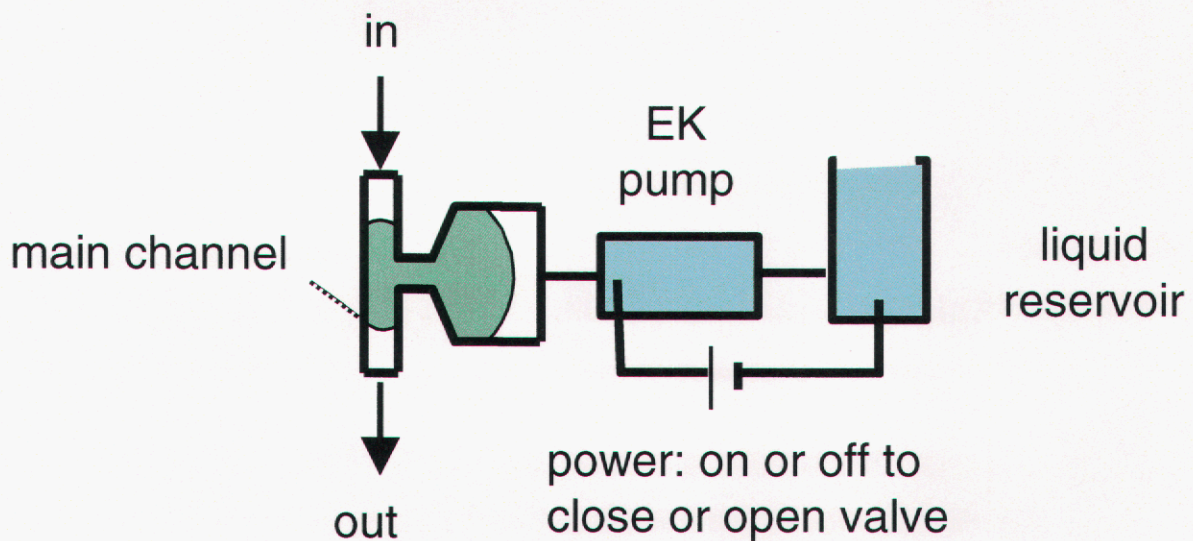 in
EK
pump
main channel
liquid
reservoir
power: on or off to
close or open valve
out